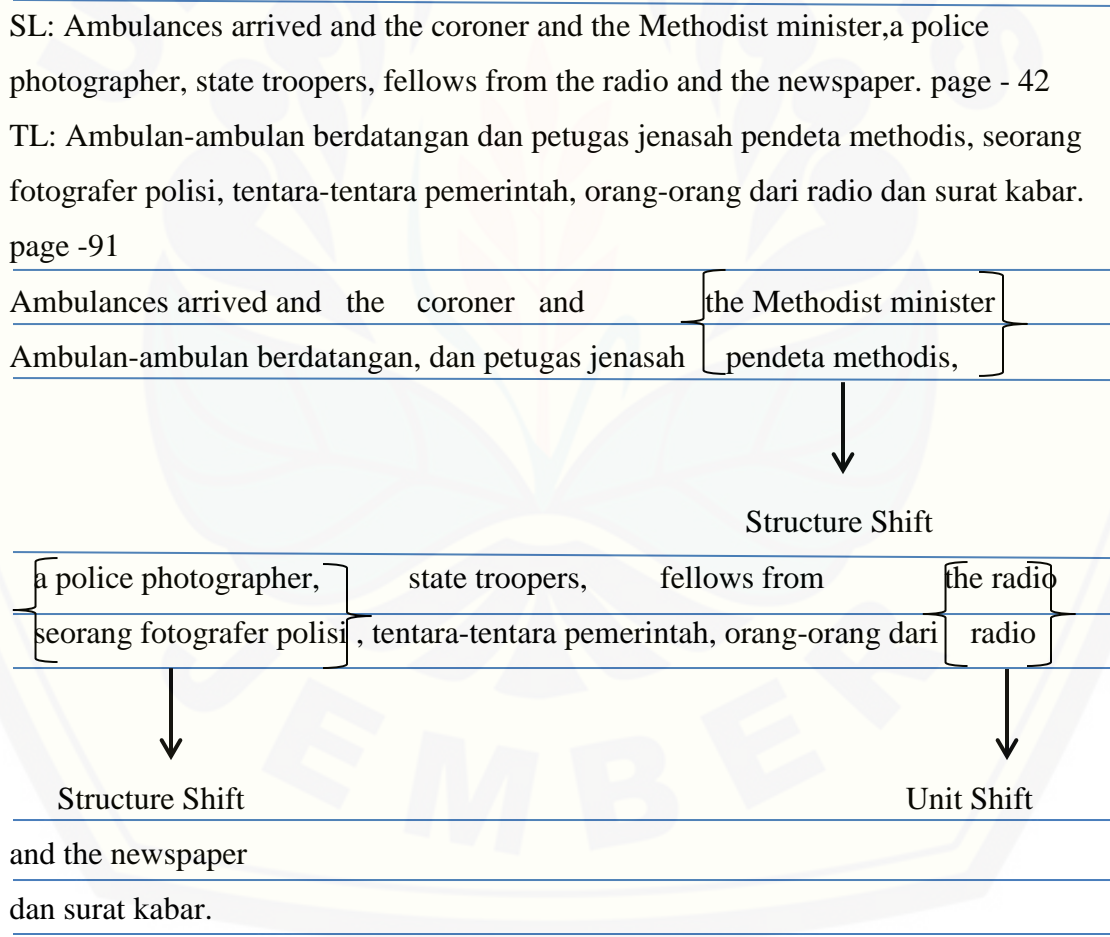 SL: Ambulances arrived and the coroner and the Methodist minister,a police
photographer, state troopers, fellows from the radio and the newspaper. page - 42
TL: Ambulan-ambulan berdatangan dan petugas jenasah pendeta methodis, seorang
fotografer polisi, tentara-tentara pemerintah, orang-orang dari radio dan surat kabar.
page -91
Ambulances arrived and the coroner and the Methodist minister
Ambulan-ambulan berdatangan, dan petugas jenasah pendeta methodis,
Structure Shift
a police photographer, state troopers, fellows from the radio
seorang fotografer polisi , tentara-tentara pemerintah, orang-orang dari radio
Structure Shift Unit Shift
and the newspaper
dan surat kabar.
JEMBER